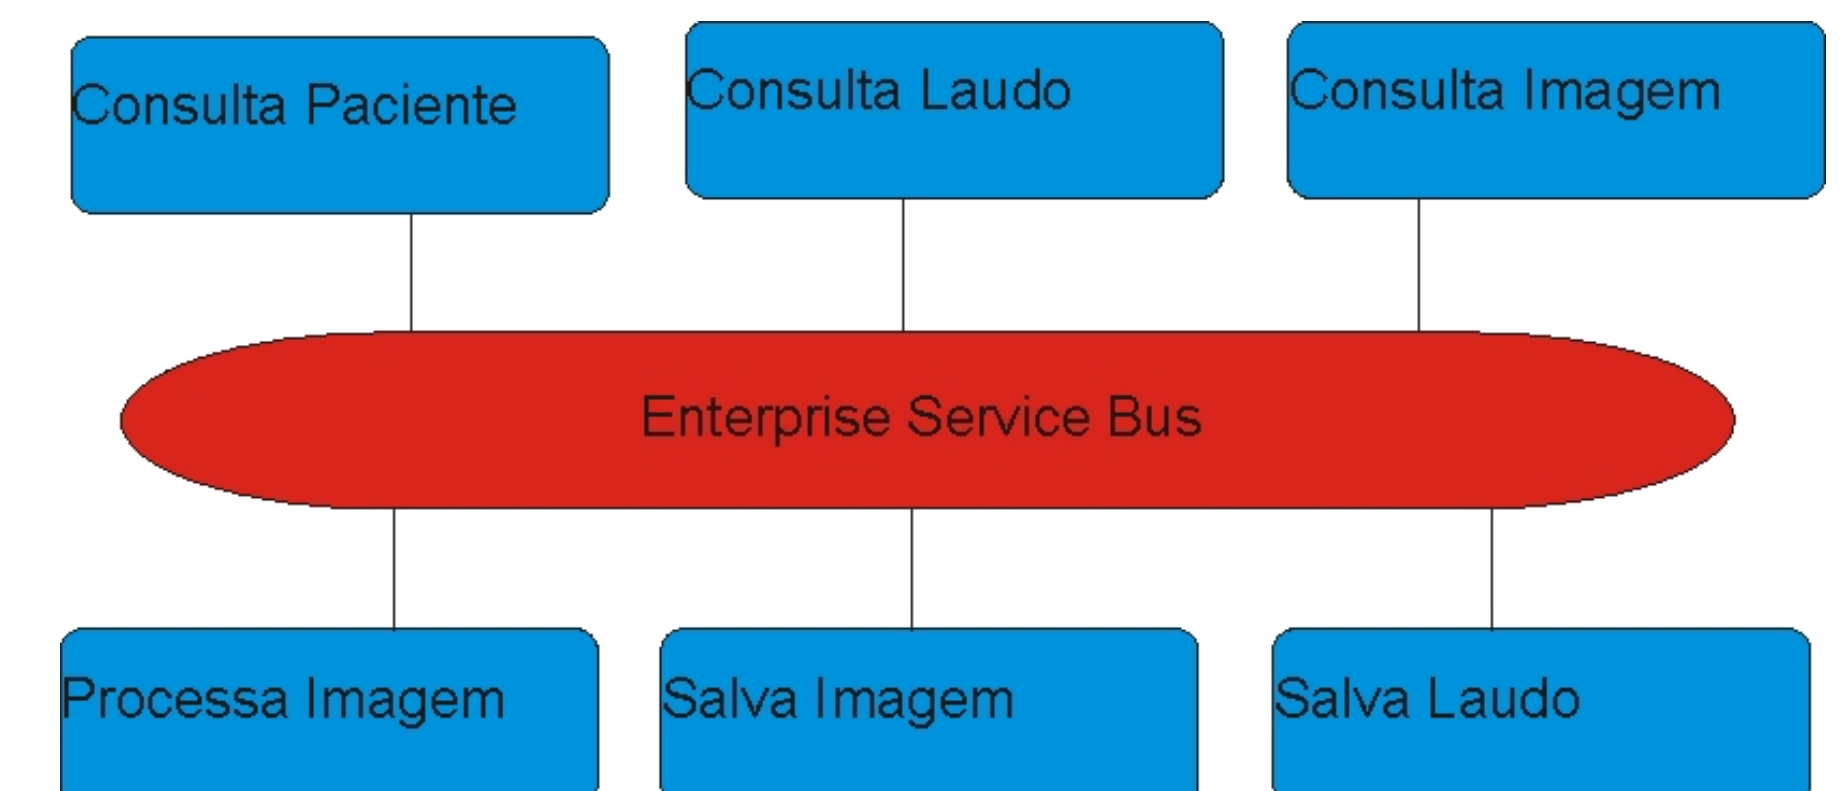 Consulta Paciente
Consulta Laudo
Consulta Imagem
Enterprise Service Bus
Processa Imagem
Salva Imagem
Salva Laudo